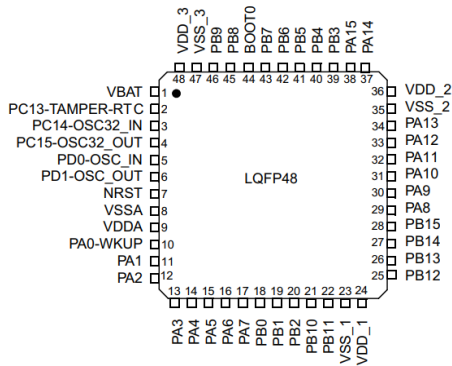 VDD_3
VSS_3
PB9
PB8
BOOT0
PB7
PB6
PB5
PB4
PB3
PA15
PA14
48 47 46 45 44 43 42 41 40 39 38 37
VBAT 1
PC13-TAMPER-RTC 2
PC14-OSC32_IN 3
PC15-OSC32_OUT 4
PD0-OSC_IN 5
PD1-OSC_OUT 6
NRST 7
VSSA 8
VDDA 9
PA0-WKUP 10
PA1 11
PA2 12
LQFP48
36 VDD_2
35 VSS_2
34 PA13
33 PA12
32 PA11
31 PA10
30 PA9
29 PA8
28 PB15
27 PB14
26 PB13
25 PB12
13 14 15 16 17 18 19 20 21 22 23 24
PA3
PA4
PA5
PA6
PA7
PB0
PB1
PB2
PB10
PB11
VSS_1
VDD_1